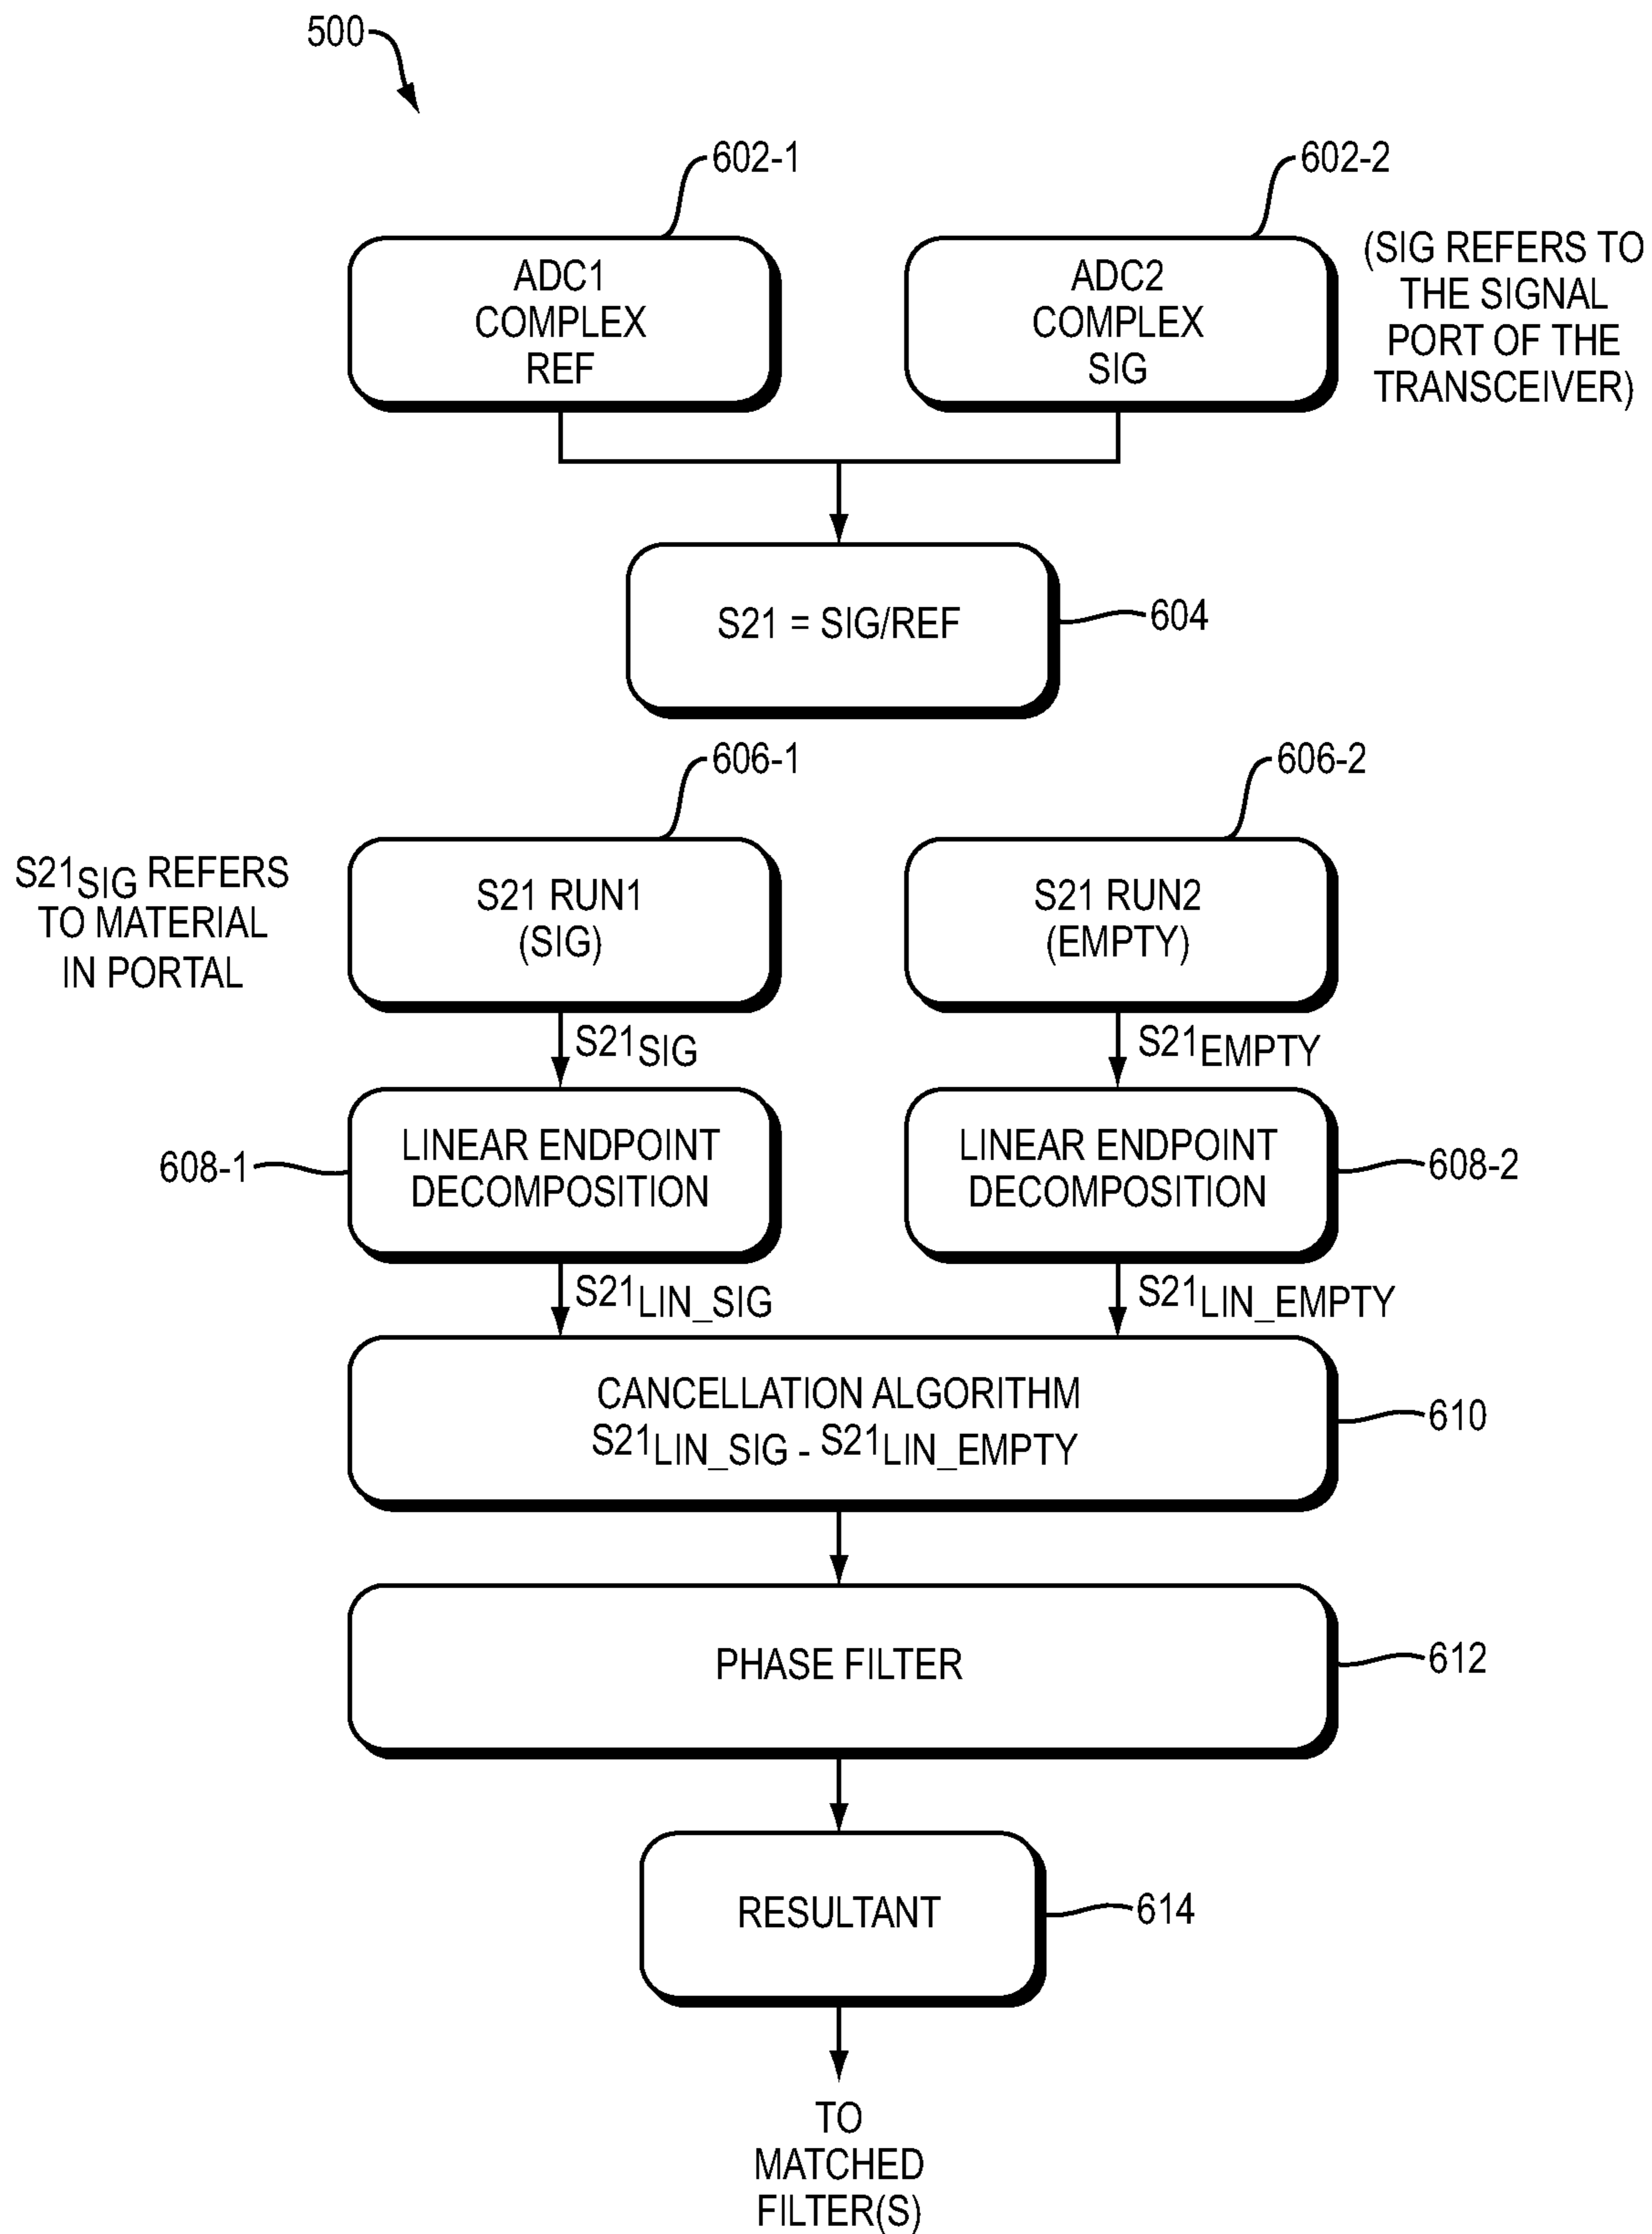 500
602-1
602-2
ADC1
COMPLEX
REF
ADC2
COMPLEX
SIG
(SIG REFERS TO
THE SIGNAL
PORT OF THE
TRANSCEIVER)
S21 = SIG/REF
604
606-1
606-2
S21SIG REFERS
TO MATERIAL
IN PORTAL
S21 RUN1
(SIG)
S21 RUN2
(EMPTY)
S21SIG
S21EMPTY
608-1
LINEAR ENDPOINT
DECOMPOSITION
LINEAR ENDPOINT
DECOMPOSITION
608-2
S21LIN_SIG
S21LIN_EMPTY
CANCELLATION ALGORITHM
S21LIN_SIG - S21LIN_EMPTY
610
PHASE FILTER
612
RESULTANT
614
TO
MATCHED
FILTER(S)